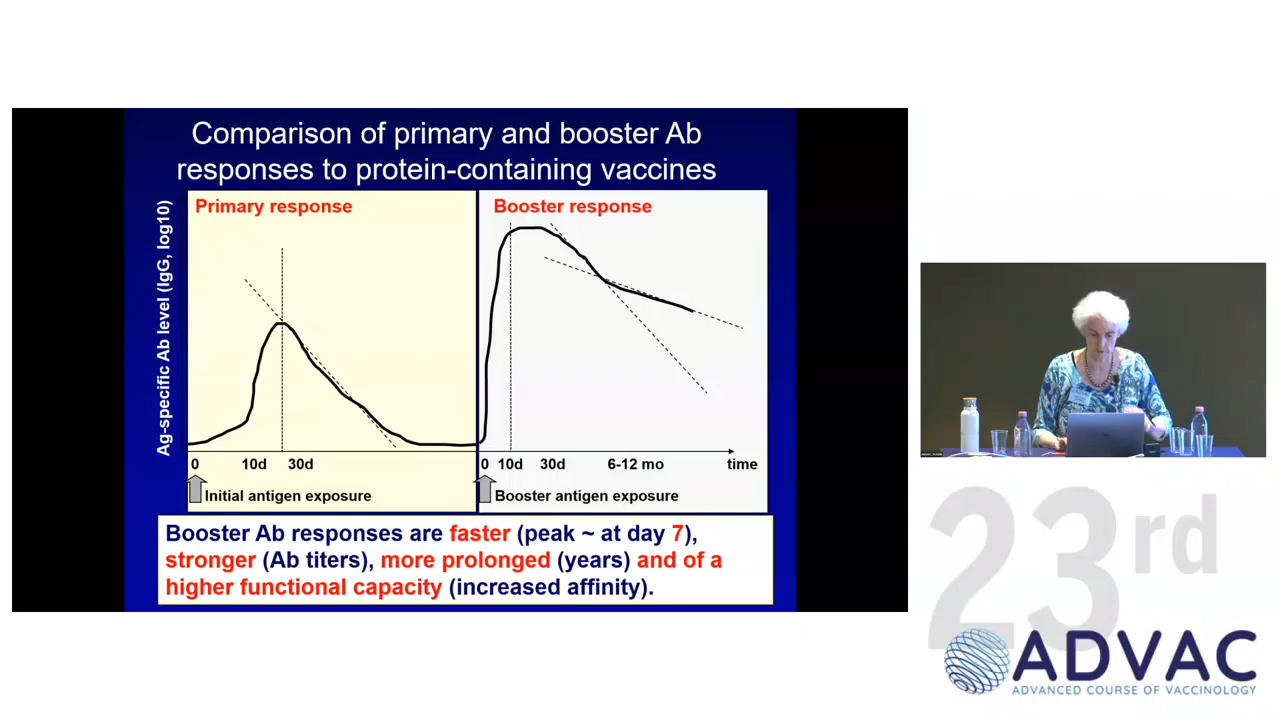 Comparison of primary and booster Ab
responses to protein-containing vaccines
Ag-specific Ab level (IgG, log10)
Primary response
Booster response
0 10d 30d
0 10d 30d 6-12 mo time
Initial antigen exposure
Booster antigen exposure
Booster Ab responses are faster (peak ~ at day 7),
stronger (Ab titers), more prolonged (years) and of a
higher functional capacity (increased affinity).
23rd
ADVAC
ADVANCED COURSE OF VACCINOLOGY